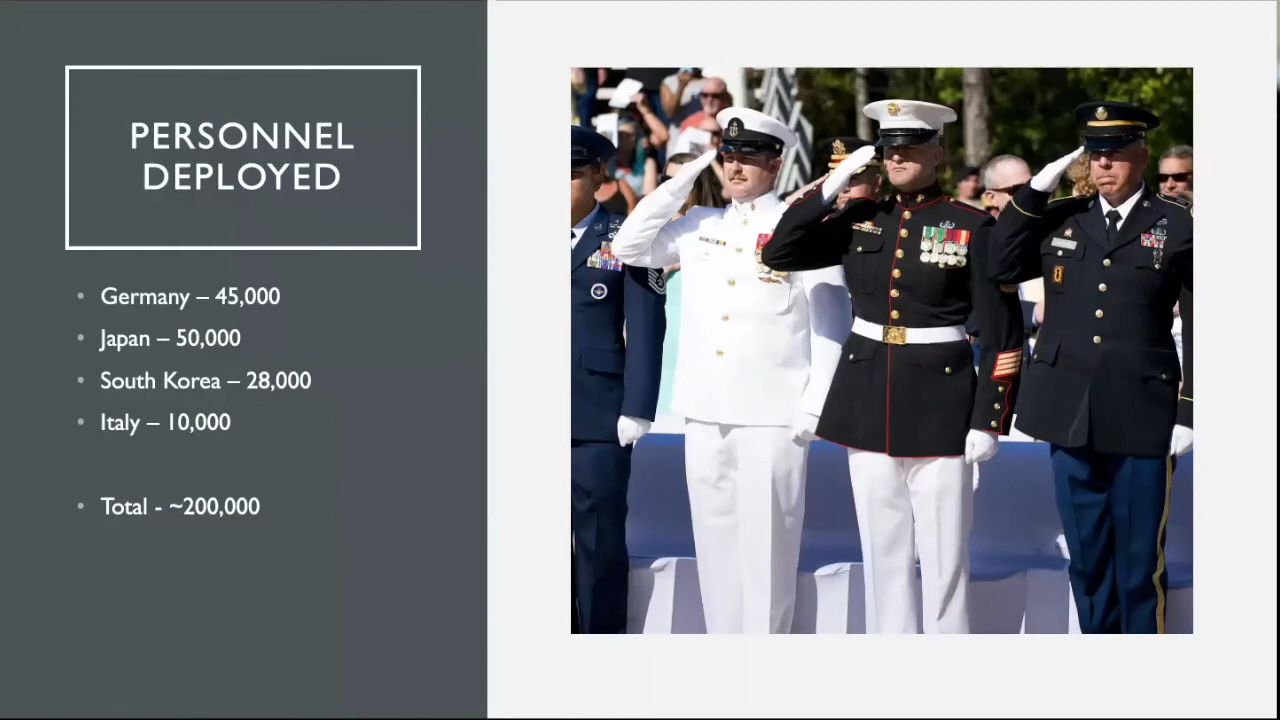 PERSONNEL
DEPLOYED
• Germany – 45,000
• Japan – 50,000
• South Korea – 28,000
• Italy – 10,000
• Total - ~200,000